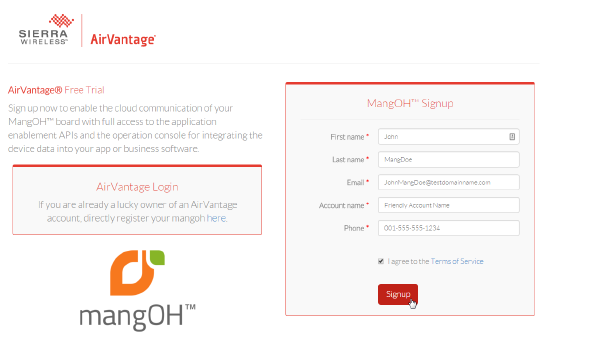 SIERRA
WIRELESS
AirVantage®
AirVantage® Free Trial
Sign up now to enable the cloud communication of your
MangOH™ board with full access to the application
enablement APIs and the operation console for integrating the
device data into your app or business software.
AirVantage Login
If you are already a lucky owner of an AirVantage
account, directly register your mangoh here.
mangOH™
MangOH™ Signup
First name * John
Last name * MangDoe
Email * JohnMangDoe@testdomainname.com
Account name * Friendly Account Name
Phone * 001-555-555-1234
I agree to the Terms of Service
Signup